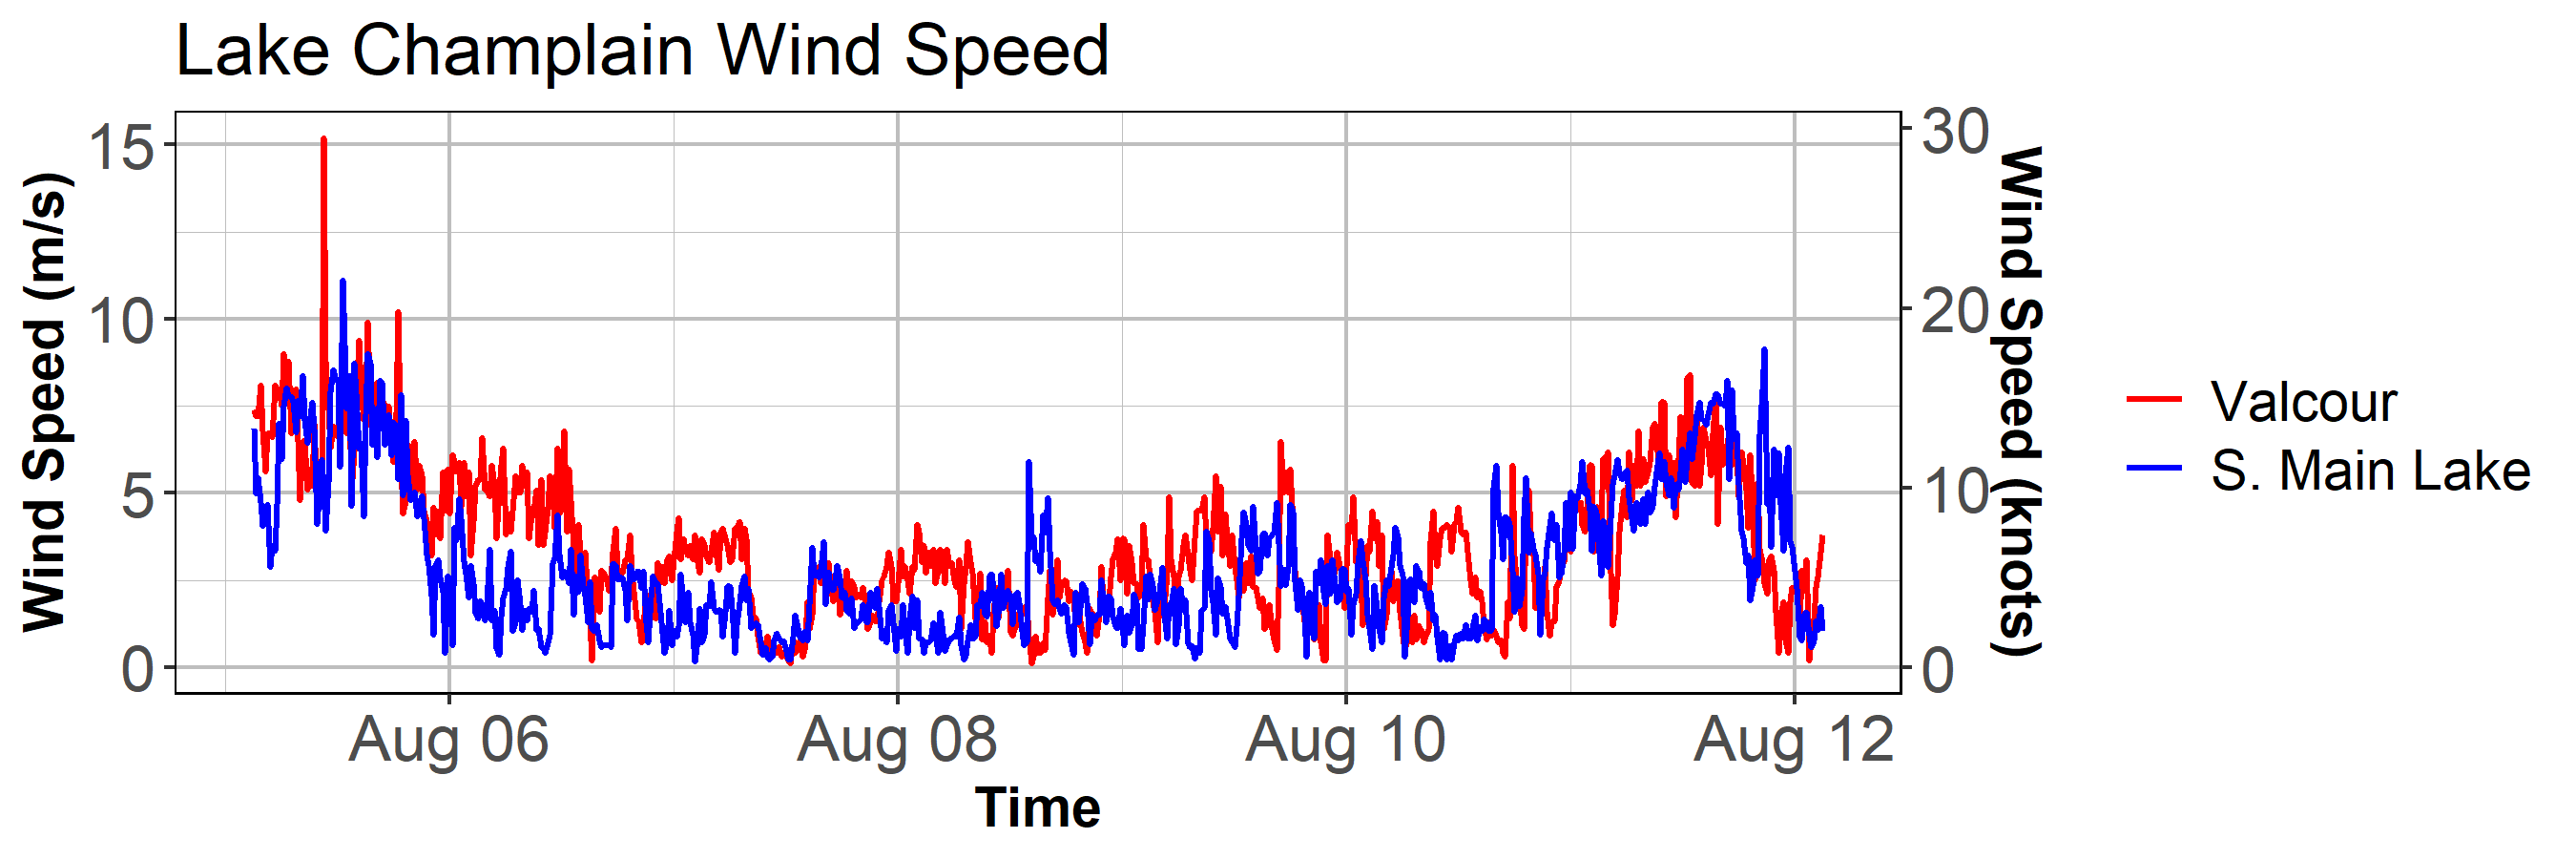 Lake Champlain Wind Speed
Wind Speed (m/s)
15
10
5
0
30
20
10
0
Wind Speed (knots)
Aug 06
Aug 08
Aug 10
Aug 12
Time
Valcour
S. Main Lake